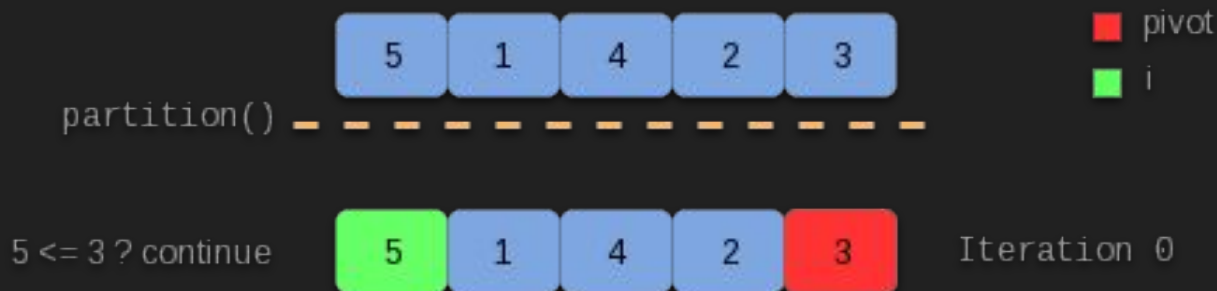 5 1 4 2 3
pivot
i
partition()
5 <= 3 ? continue
5 1 4 2 3
Iteration 0